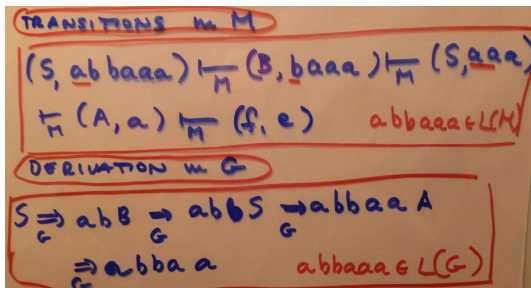 TRANSITIONS in M
(S, abbaaa) ⊢M (B, baaa) ⊢M (S, aaa)
⊢M (A, a) ⊢M (f, e) abbaaa ∈ L(M)
DERIVATION in G
S ⇒G abB ⇒G abbS ⇒G abbaaA
⇒G abbaa a abbaaa ∈ L(G)